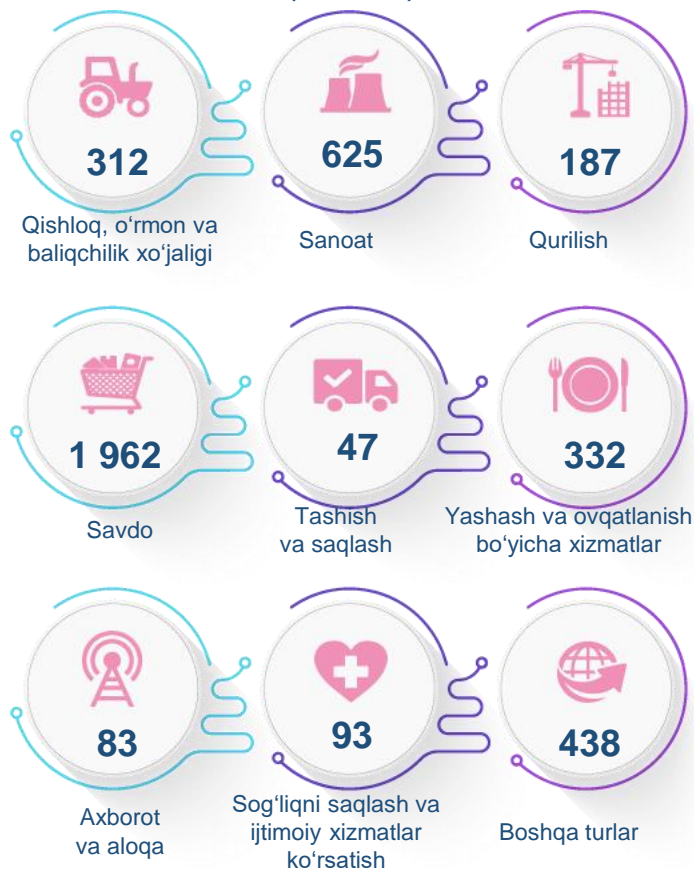 312
625
187
Qishloq, o‘rmon va
baliqchilik xo‘jaligi
Sanoat
Qurilish
1 962
47
332
Savdo
Tashish
va saqlash
Yashash va ovqatlanish
bo‘yicha xizmatlar
83
93
438
Axborot
va aloqa
Sog‘liqni saqlash va
ijtimoiy xizmatlar
ko‘rsatish
Boshqa turlar